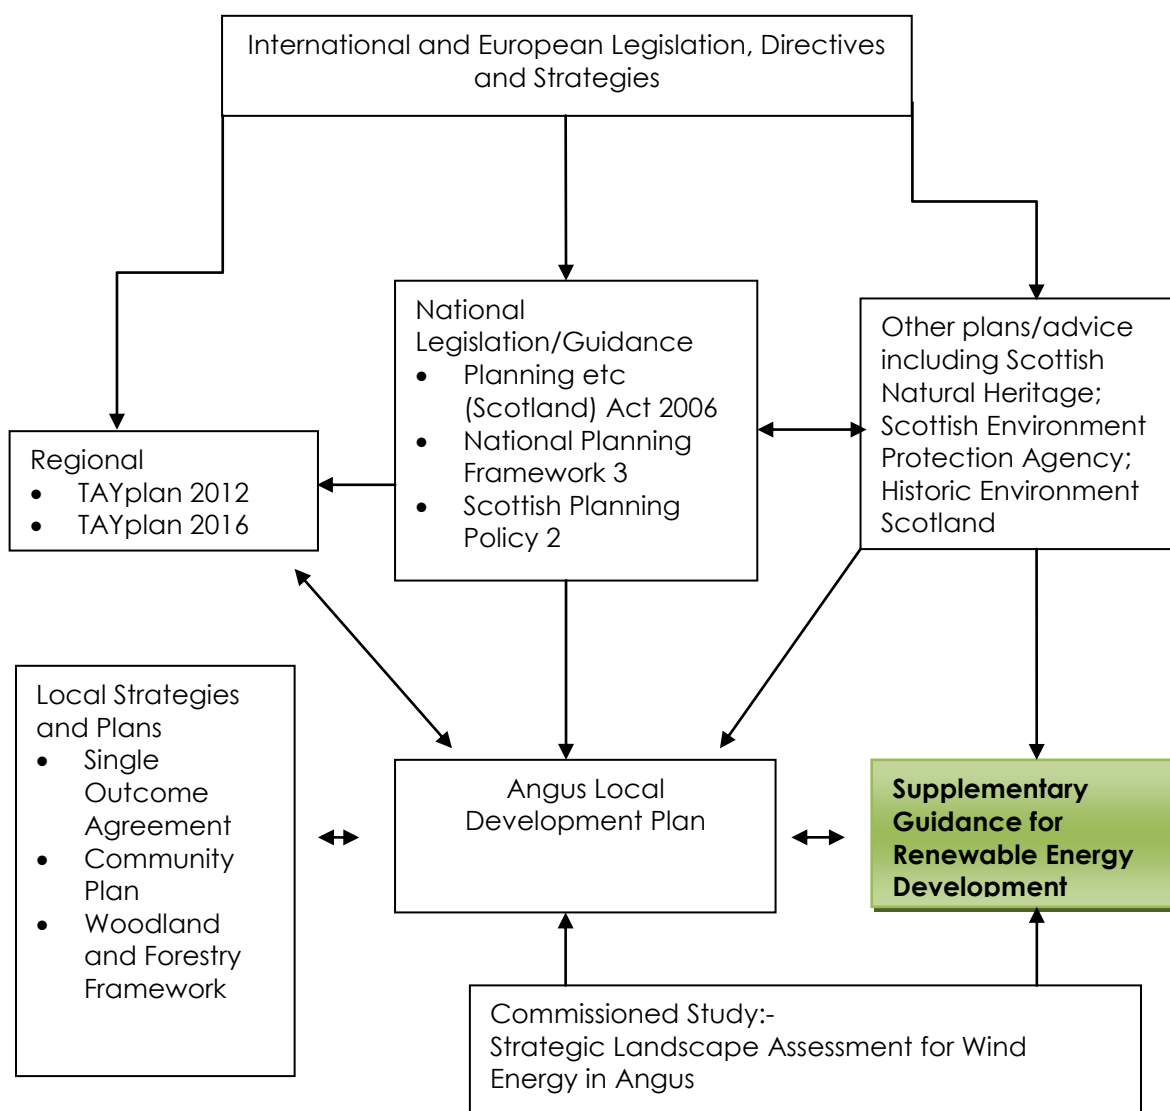 International and European Legislation, Directives
and Strategies
National
Legislation/Guidance
• Planning etc
(Scotland) Act 2006
• National Planning
Framework 3
• Scottish Planning
Policy 2
Other plans/advice
including Scottish
Natural Heritage;
Scottish Environment
Protection Agency;
Historic Environment
Scotland
Regional
• TAYplan 2012
• TAYplan 2016
Local Strategies
and Plans
• Single
Outcome
Agreement
• Community
Plan
• Woodland
and Forestry
Framework
Angus Local
Development Plan
Supplementary
Guidance for
Renewable Energy
Development
Commissioned Study:-
Strategic Landscape Assessment for Wind
Energy in Angus